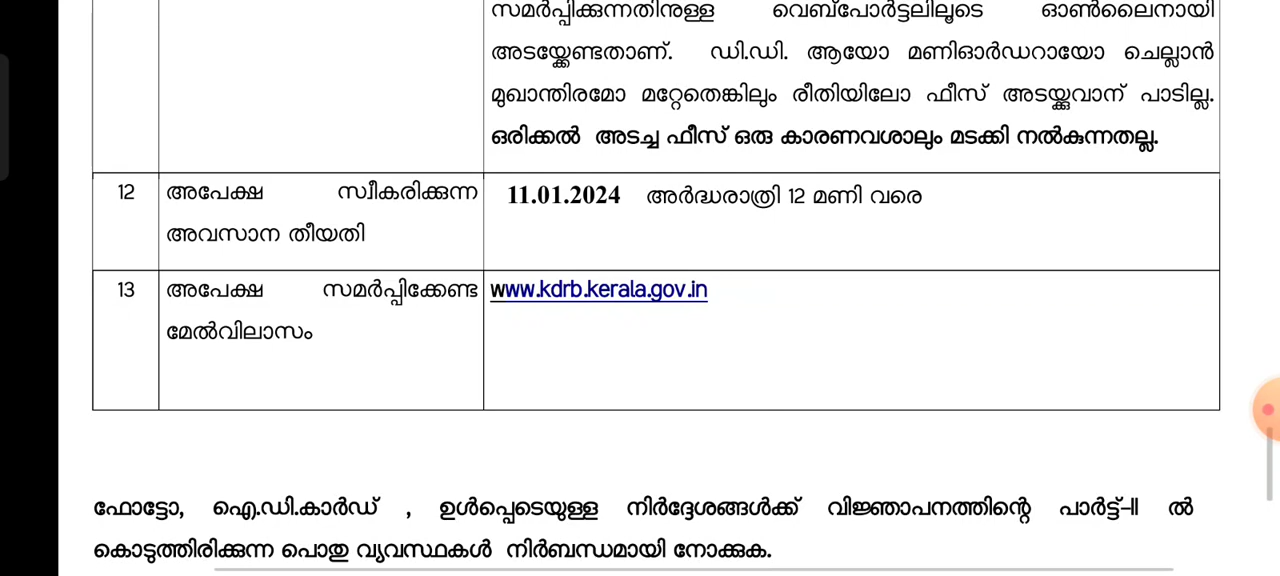 സമർപ്പിക്കുന്നതിനുള്ള വെബ്പോർട്ടലിലൂടെ ഓൺലൈനായി
അടയ്ക്കേണ്ടതാണ്. ഡി.ഡി. ആയോ മണിഓർഡറായോ ചെല്ലാൻ
മുഖാന്തിരമോ മറ്റേതെങ്കിലും രീതിയിലോ ഫീസ് അടയ്ക്കുവാന് പാടില്ല.
ഒരിക്കൽ അടച്ച ഫീസ് ഒരു കാരണവശാലും മടക്കി നൽകുന്നതല്ല.
12 അപേക്ഷ സ്വീകരിക്കുന്ന 11.01.2024 അർദ്ധരാത്രി 12 മണി വരെ
അവസാന തീയതി
13 അപേക്ഷ സമർപ്പിക്കേണ്ട www.kdrb.kerala.gov.in
മേൽവിലാസം
ഫോട്ടോ, ഐ.ഡി.കാർഡ് , ഉൾപ്പെടെയുള്ള നിർദ്ദേശങ്ങൾക്ക് വിജ്ഞാപനത്തിന്റെ പാർട്ട്-II ൽ
കൊടുത്തിരിക്കുന്ന പൊതു വ്യവസ്ഥകൾ നിർബന്ധമായി നോക്കുക.